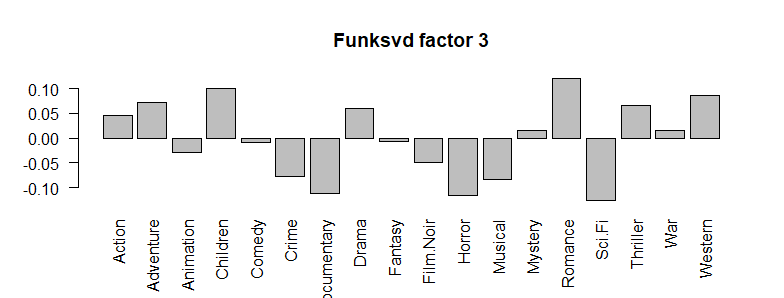 Funksvd factor 3
0.10
0.05
0.00
-0.05
-0.10
Action
Adventure
Animation
Children
Comedy
Crime
ocumentary
Drama
Fantasy
Film.Noir
Horror
Musical
Mystery
Romance
Sci.Fi
Thriller
War
Western